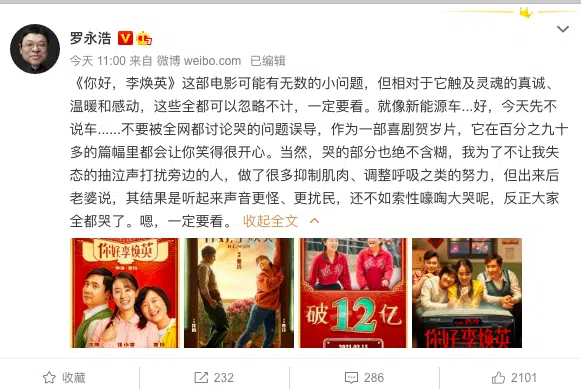 罗永浩
今天 11:00 来自 微博 weibo.com 已编辑
《你好，李焕英》这部电影可能有无数的小问题，但相对于它触及灵魂的真诚、
温暖和感动，这些全都可以忽略不计，一定要看。就像新能源车...好，今天先不
说车......不要被全网都讨论哭的问题误导，作为一部喜剧贺岁片，它在百分之九十
多的篇幅里都会让你笑得很开心。当然，哭的部分也绝不含糊，我为了不让我失
态的抽泣声打扰旁边的人，做了很多抑制肌肉、调整呼吸之类的努力，但出来后
老婆说，其结果是听起来声音更怪、更扰民，还不如索性嚎啕大哭呢，反正大家
全都哭了。嗯，一定要看。 收起全文
你好李焕英
你好李焕英
破12亿
你好李焕英
收藏
232
286
2101